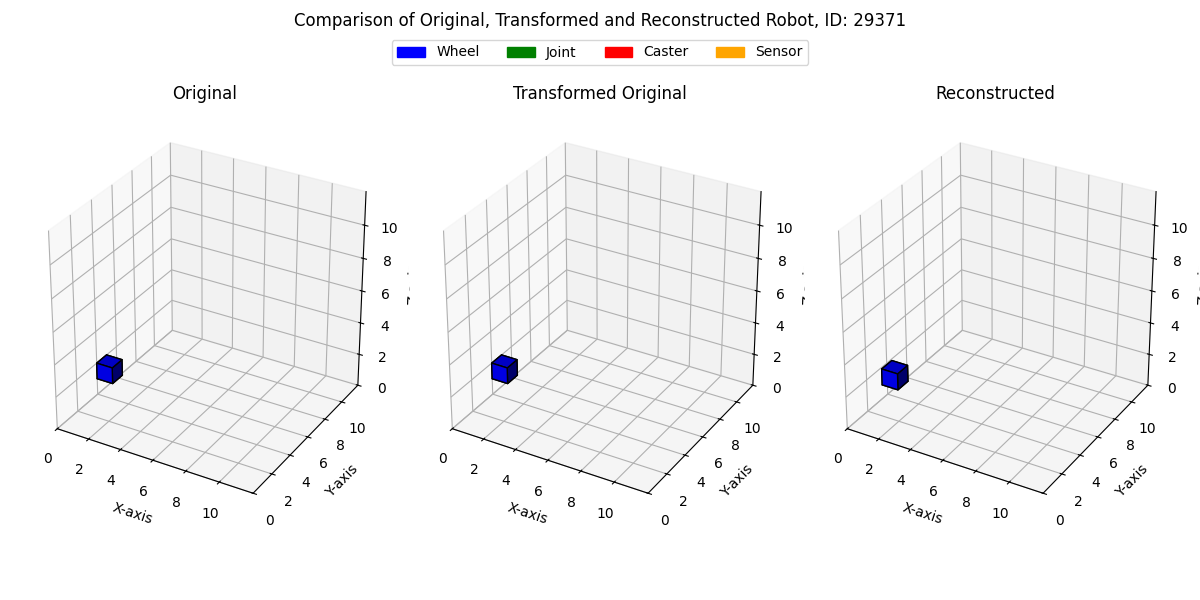 Comparison of Original, Transformed and Reconstructed Robot, ID: 29371
Wheel Joint Caster Sensor
Original Transformed Original Reconstructed
10 10 10
8 8 8
6 6 6
4 4 4
2 2 2
0 0 0
10 10 10
8 8 8
6 6 6
4 4 4
2 2 2
0 0 0
0 2 4 6 8 10 0 2 4 6 8 10 0 2 4 6 8 10
X-axis Y-axis X-axis Y-axis X-axis Y-axis